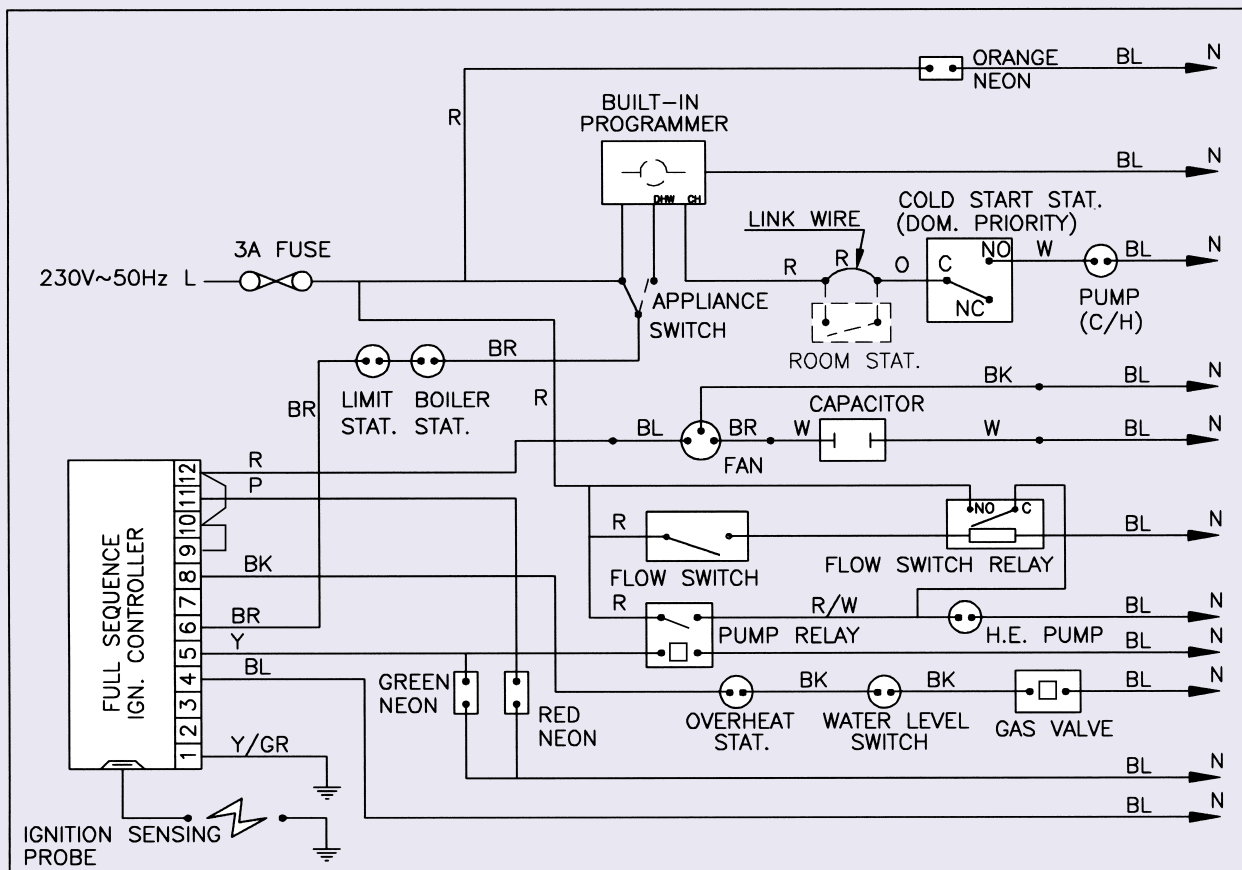 ORANGE
NEON
BL
N
R
BUILT-IN
PROGRAMMER
DHW
CH
BL
N
COLD START STAT.
(DOM. PRIORITY)
LINK WIRE
3A FUSE
230V~50Hz L
R
R
O
C
NO
NC
W
BL
N
PUMP
(C/H)
APPLIANCE
SWITCH
ROOM STAT.
BR
BR
LIMIT
STAT.
BOILER
STAT.
R
BK
BL
N
CAPACITOR
BL
BR
W
W
BL
N
FAN
FULL SEQUENCE
IGN. CONTROLLER
12
11
10
9
8
7
6
5
4
3
2
1
R
P
BK
BR
Y
BL
Y/GR
NO
C
R
BL
N
FLOW SWITCH
FLOW SWITCH RELAY
R
R/W
BL
N
PUMP RELAY
H.E. PUMP
BL
N
GREEN
NEON
RED
NEON
BK
BK
BL
N
OVERHEAT
STAT.
WATER LEVEL
SWITCH
GAS VALVE
BL
N
BL
N
IGNITION SENSING
PROBE